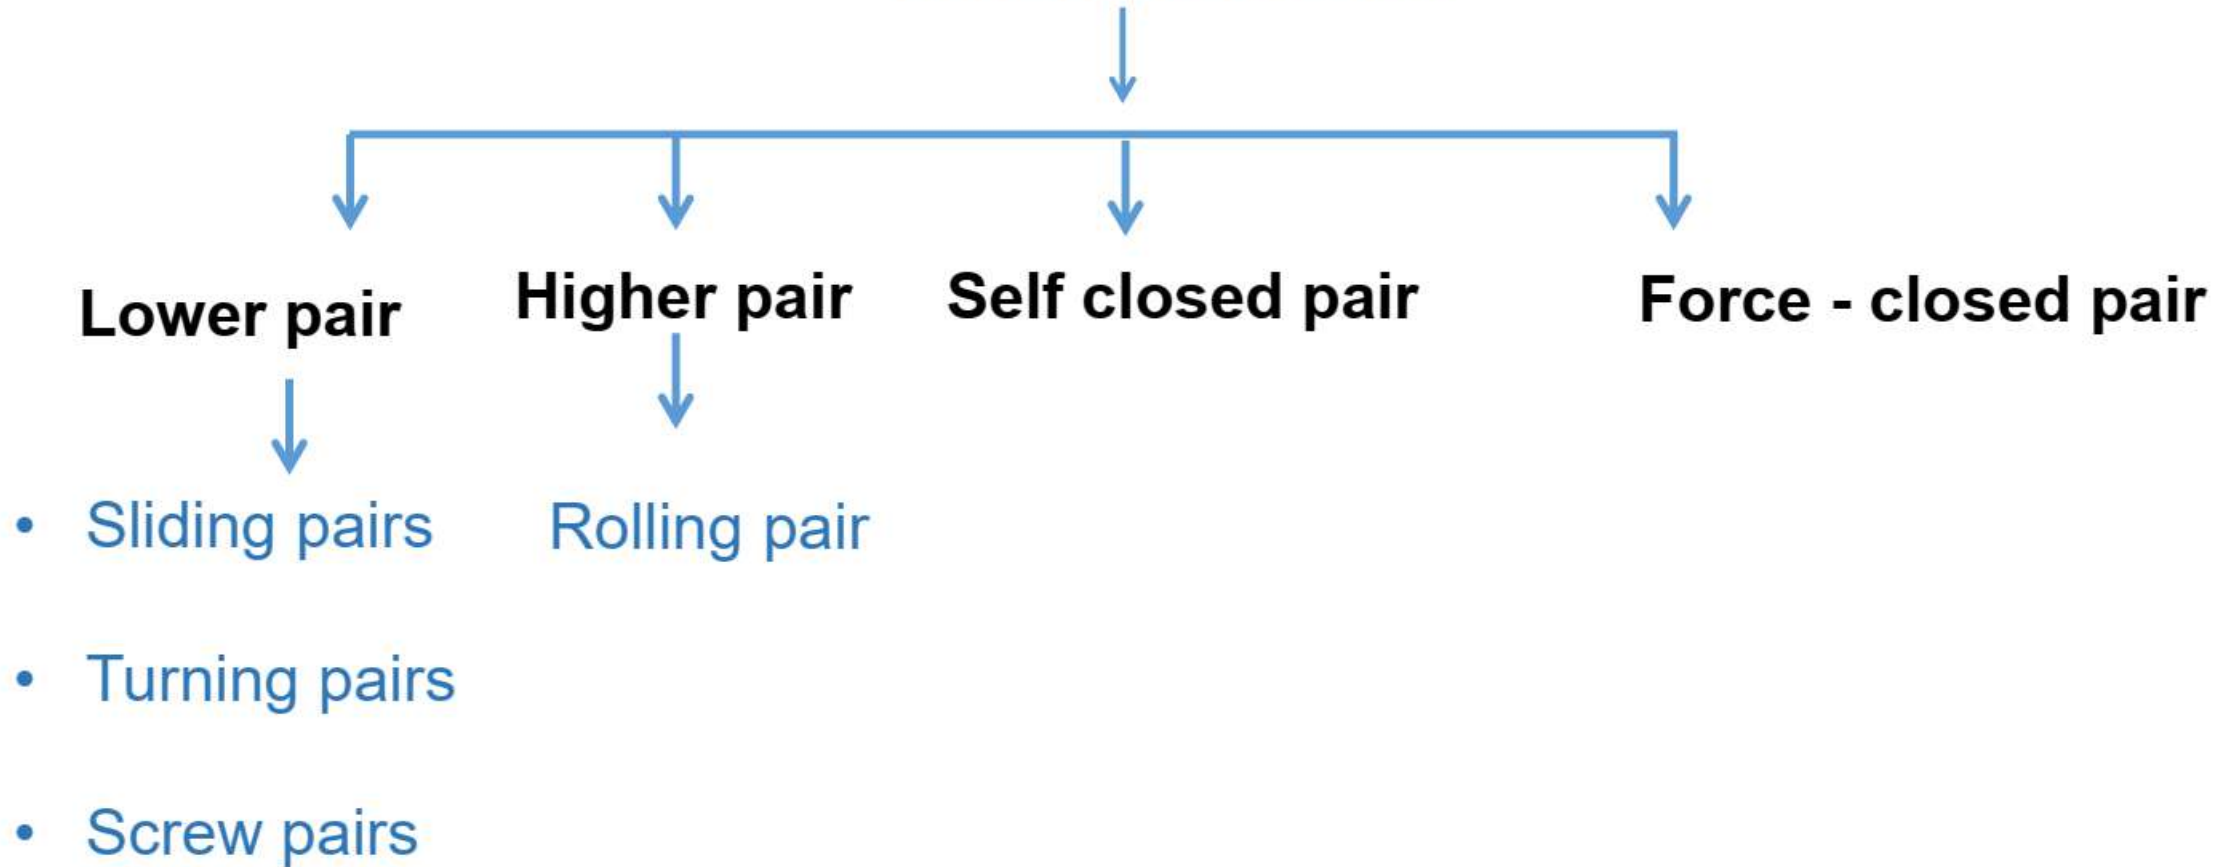 Lower pair
Higher pair
Self closed pair
Force - closed pair
• Sliding pairs
Rolling pair
• Turning pairs
• Screw pairs